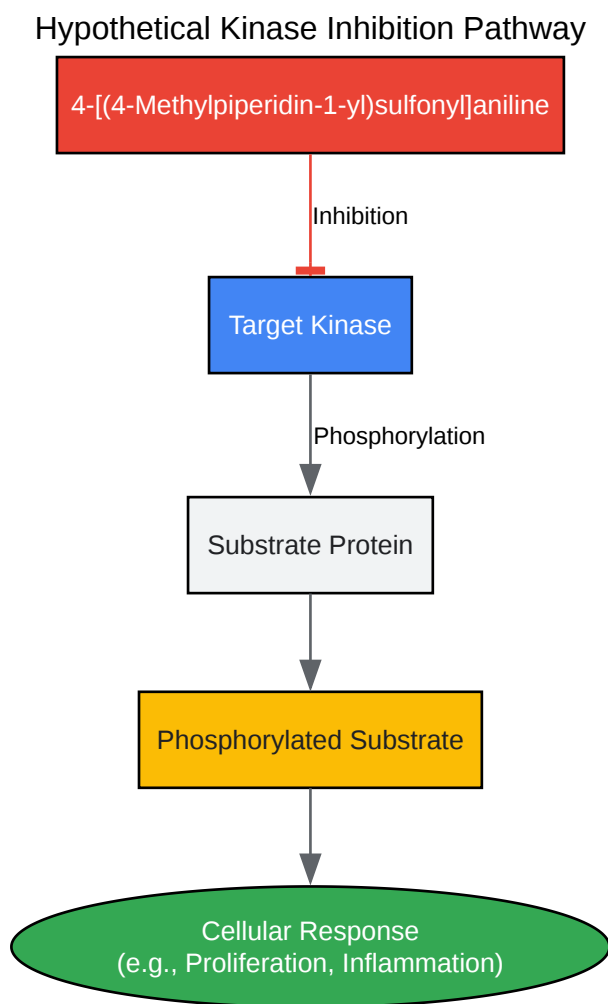 Hypothetical Kinase Inhibition Pathway
4-[(4-Methylpiperidin-1-yl)sulfonyl]aniline
Inhibition
Target Kinase
Phosphorylation
Substrate Protein
Phosphorylated Substrate
Cellular Response
(e.g., Proliferation, Inflammation)